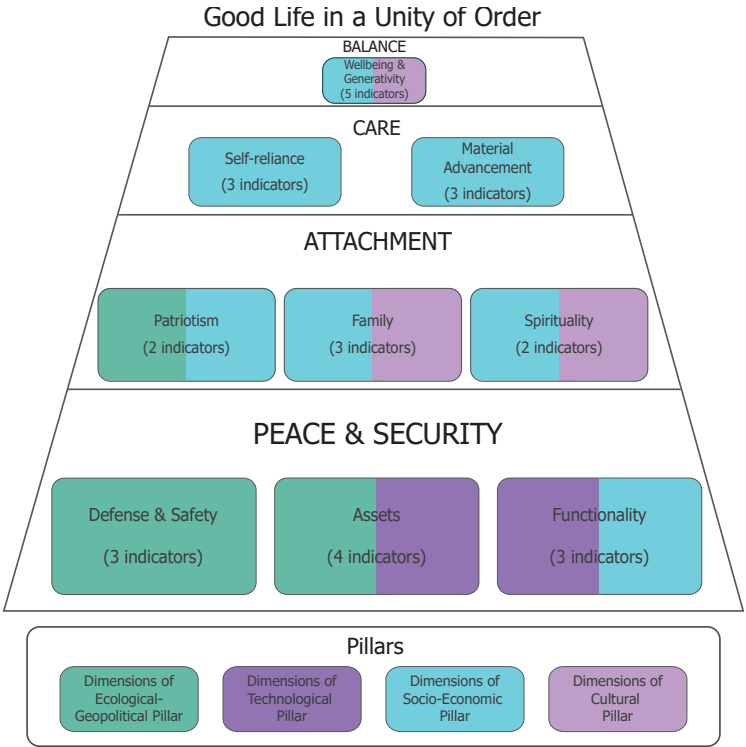 Good Life in a Unity of Order
BALANCE
Wellbeing &
Generativity
(5 indicators)
CARE
Self-reliance
(3 indicators)
Material
Advancement
(3 indicators)
ATTACHMENT
Patriotism
(2 indicators)
Family
(3 indicators)
Spirituality
(2 indicators)
PEACE & SECURITY
Defense & Safety
(3 indicators)
Assets
(4 indicators)
Functionality
(3 indicators)
Pillars
Dimensions of
Ecological-
Geopolitical Pillar
Dimensions of
Technological
Pillar
Dimensions of
Socio-Economic
Pillar
Dimensions of
Cultural
Pillar